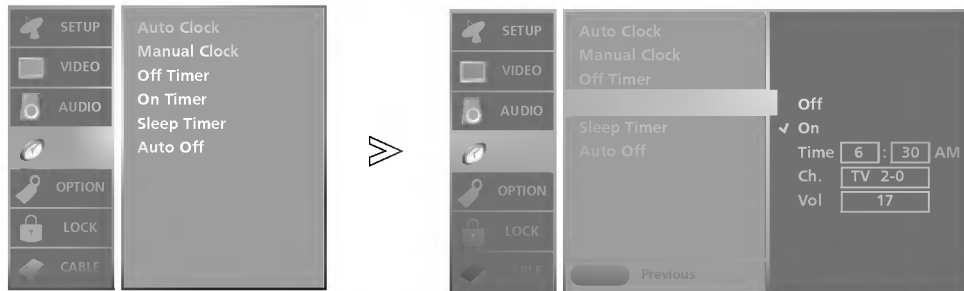 SETUP
VIDEO
AUDIO
OPTION
LOCK
CABLE
Auto Clock
Manual Clock
Off Timer
On Timer
Sleep Timer
Auto Off
SETUP
VIDEO
AUDIO
OPTION
LOCK
CABLE
Auto Clock
Manual Clock
Off Timer
Sleep Timer
Auto Off
Previous
Off
✓ On
Time 6 : 30 AM
Ch. TV 2-0
Vol 17